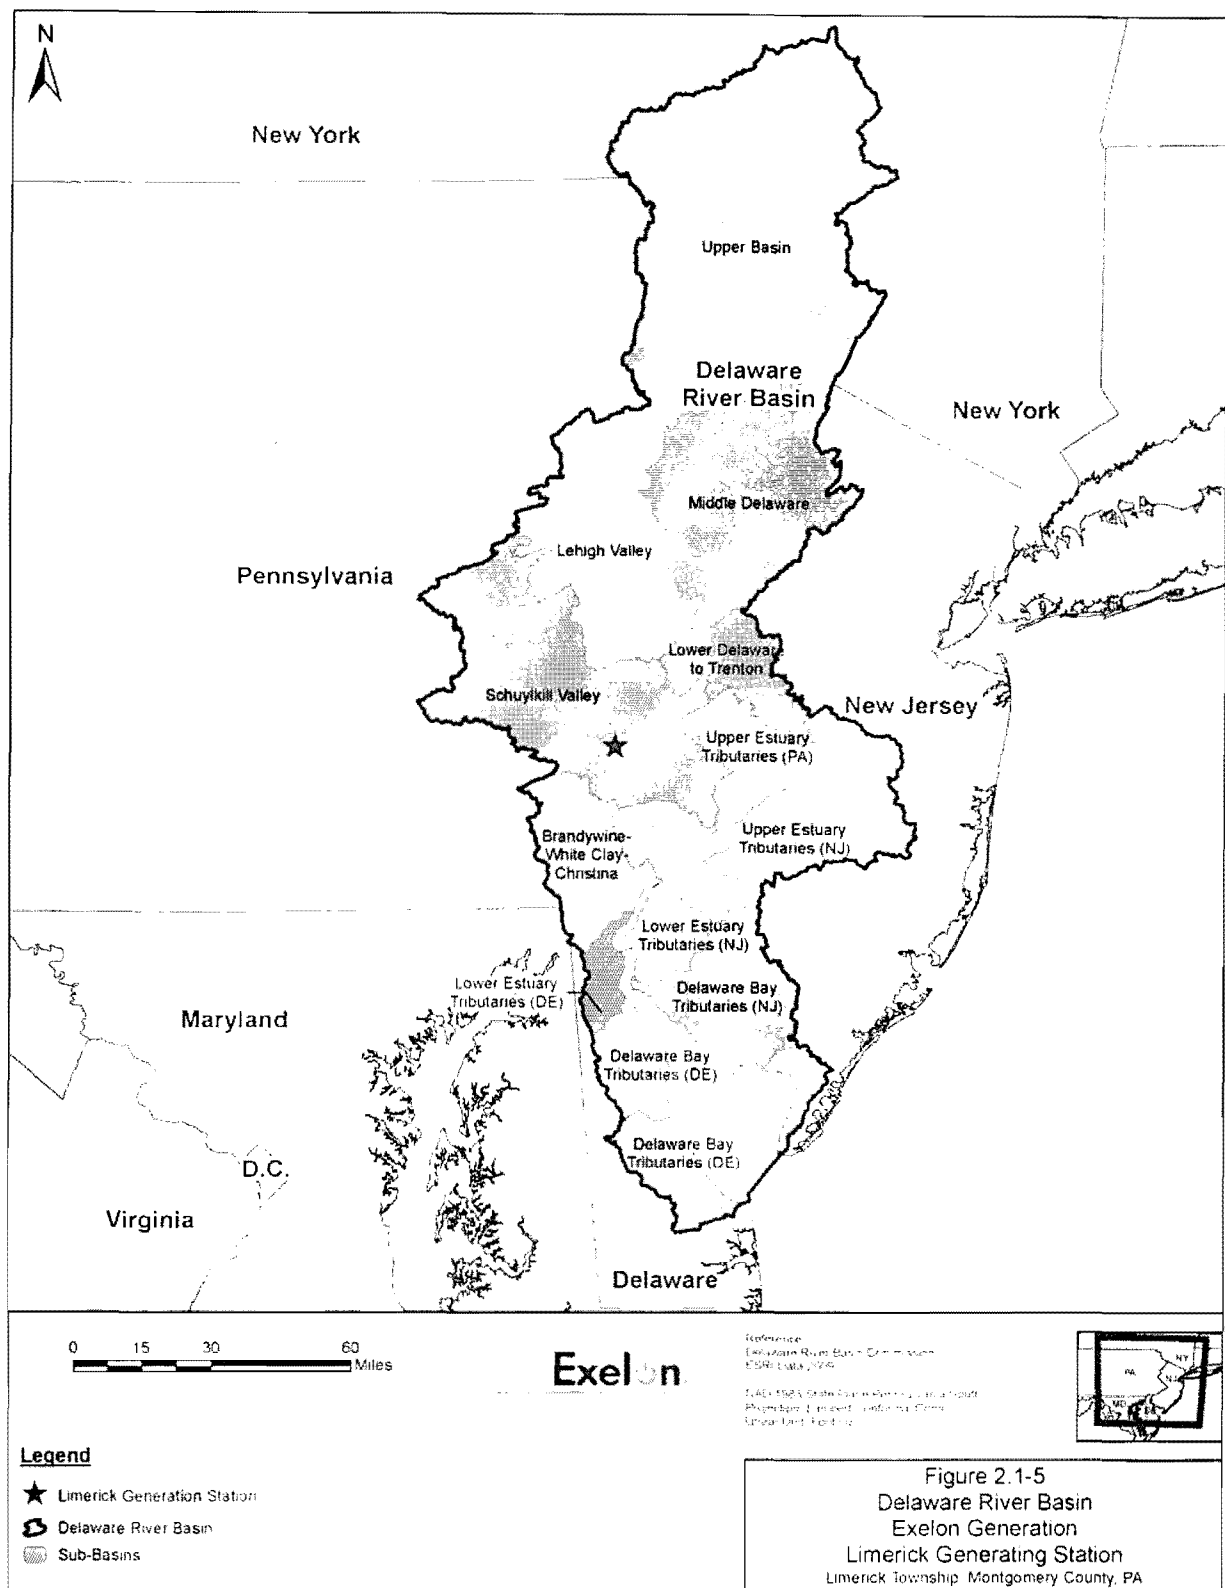 N
New York
Upper Basin
Delaware
River Basin
New York
Middle Delaware
Lehigh Valley
Pennsylvania
Lower Delaware
to Trenton
Schuylkill Valley
New Jersey
Upper Estuary
Tributaries (PA)
Upper Estuary
Tributaries (NJ)
Brandywine-
White Clay-
Christina
Lower Estuary
Tributaries (NJ)
Lower Estuary
Tributaries (DE)
Delaware Bay
Tributaries (NJ)
Maryland
Delaware Bay
Tributaries (DE)
Delaware Bay
Tributaries (DE)
D.C.
Virginia
Delaware
0 15 30 60
Miles
Exelon
Reference
Delaware River Basin Commission
PA
NY
NJ
MD
Legend
Limerick Generation Station
Delaware River Basin
Sub-Basins
Figure 2.1-5
Delaware River Basin
Exelon Generation
Limerick Generating Station
Limerick Township, Montgomery County, PA